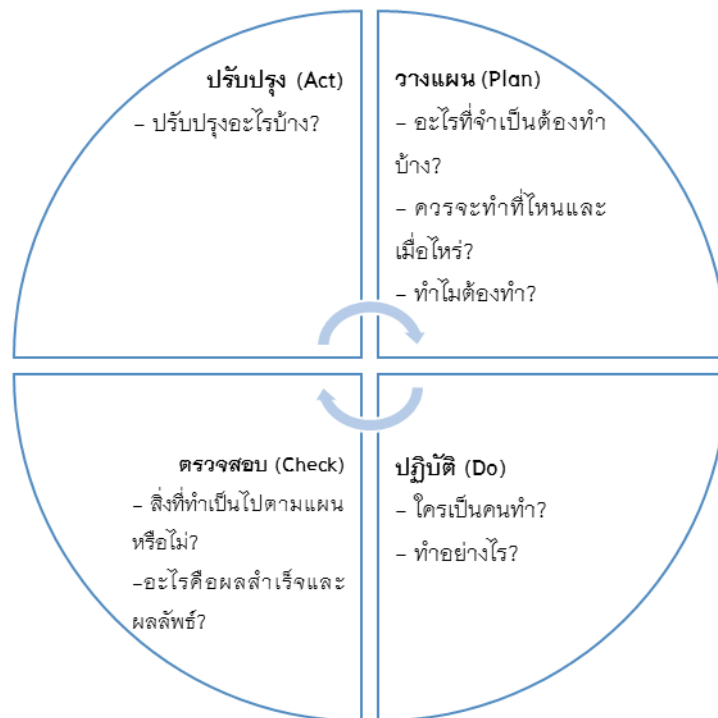 ปรับปรุง (Act)
– ปรับปรุงอะไรบ้าง?
วางแผน (Plan)
– อะไรที่จำเป็นต้องทำ
บ้าง?
– ควรจะทำที่ไหนและ
เมื่อไหร่?
– ทำไมต้องทำ?
ตรวจสอบ (Check)
– สิ่งที่ทำเป็นไปตามแผน
หรือไม่?
–อะไรคือผลสำเร็จและ
ผลลัพธ์?
ปฏิบัติ (Do)
– ใครเป็นคนทำ?
– ทำอย่างไร?